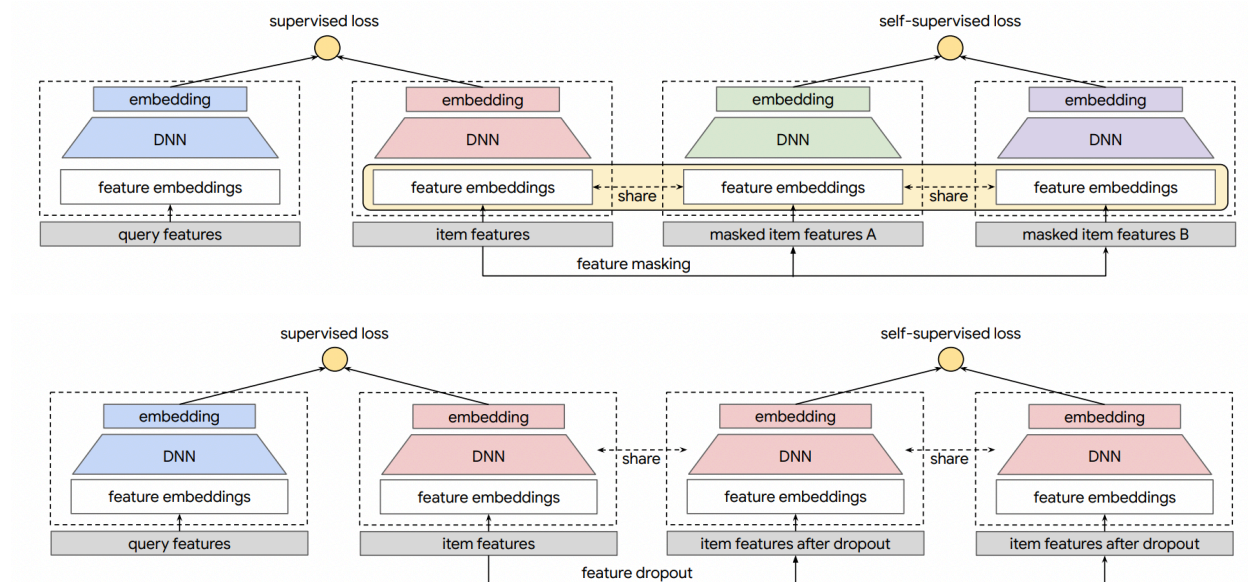 supervised loss
self-supervised loss
embedding
embedding
embedding
embedding
DNN
DNN
DNN
DNN
feature embeddings
feature embeddings
share
feature embeddings
share
feature embeddings
query features
item features
masked item features A
masked item features B
feature masking
supervised loss
self-supervised loss
embedding
embedding
embedding
embedding
DNN
DNN
share
DNN
share
DNN
feature embeddings
feature embeddings
feature embeddings
feature embeddings
query features
item features
item features after dropout
item features after dropout
feature dropout